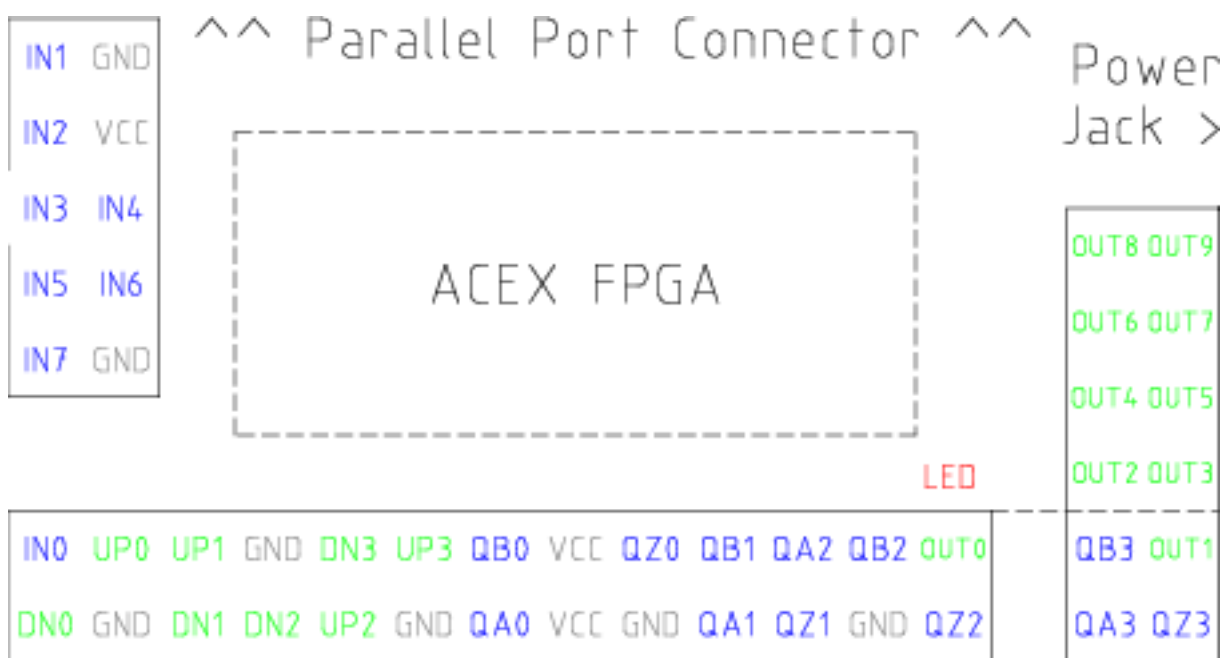 ^^ Parallel Port Connector ^^
Power
Jack >
IN1 GND
IN2 VCC
IN3 IN4
IN5 IN6
IN7 GND
ACEX FPGA
OUT8 OUT9
OUT6 OUT7
OUT4 OUT5
OUT2 OUT3
LED
IN0 UP0 UP1 GND DN3 UP3 QB0 VCC QZ0 QB1 QA2 QB2 OUT0
DN0 GND DN1 DN2 UP2 GND QA0 VCC GND QA1 QZ1 GND QZ2
QB3 OUT1
QA3 QZ3